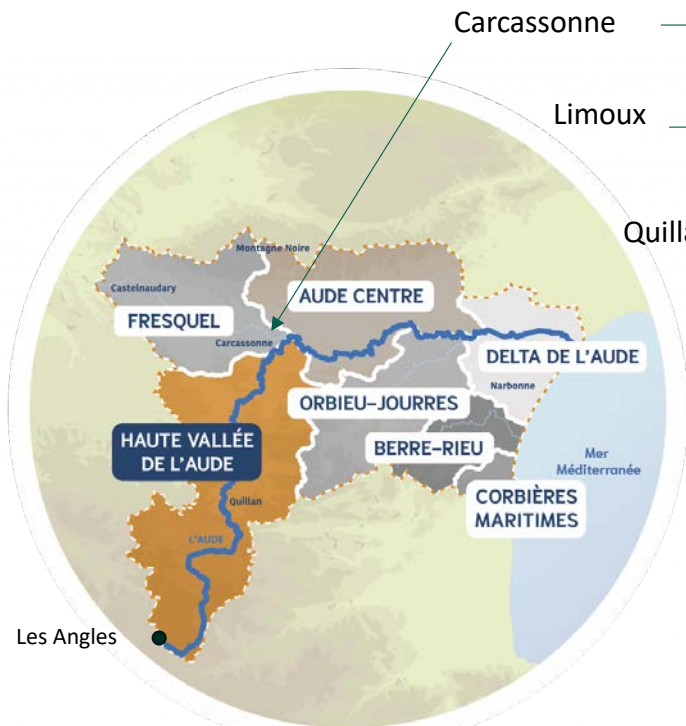 Carcassonne
Limoux
Quilla
Montagne Noire
Castelnaudary
AUDE CENTRE
FRESQUEL
Carcassonne
DELTA DE L'AUDE
Narbonne
ORBIEU-JOURRES
HAUTE VALLÉE
DE L'AUDE
BERRE-RIEU
Mer
Méditerranée
CORBIÈRES
MARITIMES
Quillan
L'AUDE
Les Angles